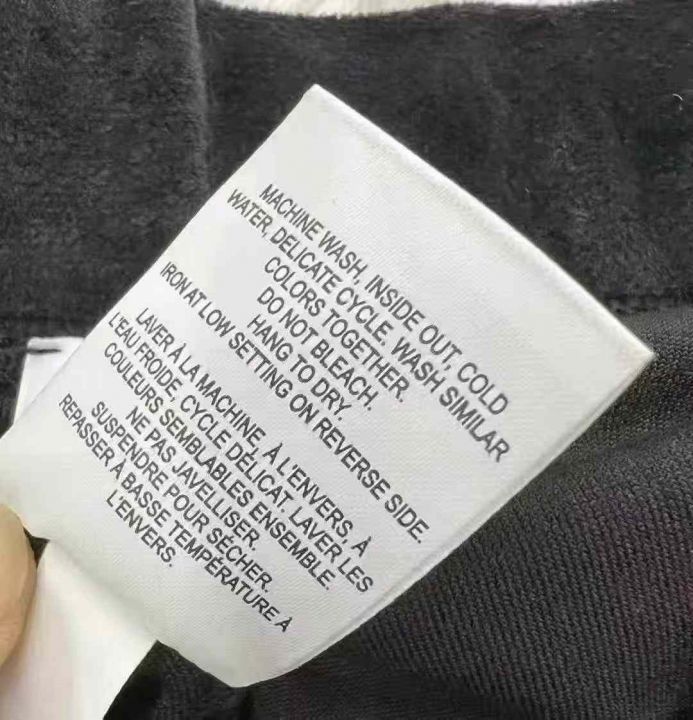 MACHINE WASH, INSIDE OUT, COLD
WATER, DELICATE CYCLE. WASH SIMILAR
COLORS TOGETHER.
DO NOT BLEACH.
HANG TO DRY.
IRON AT LOW SETTING ON REVERSE SIDE.
LAVER À LA MACHINE, À L'ENVERS, À
L'EAU FROIDE, CYCLE DÉLICAT. LAVER LES
COULEURS SEMBLABLES ENSEMBLE.
NE PAS JAVELLISER.
SUSPENDRE POUR SÉCHER.
REPASSER À BASSE TEMPÉRATURE À
L'ENVERS.